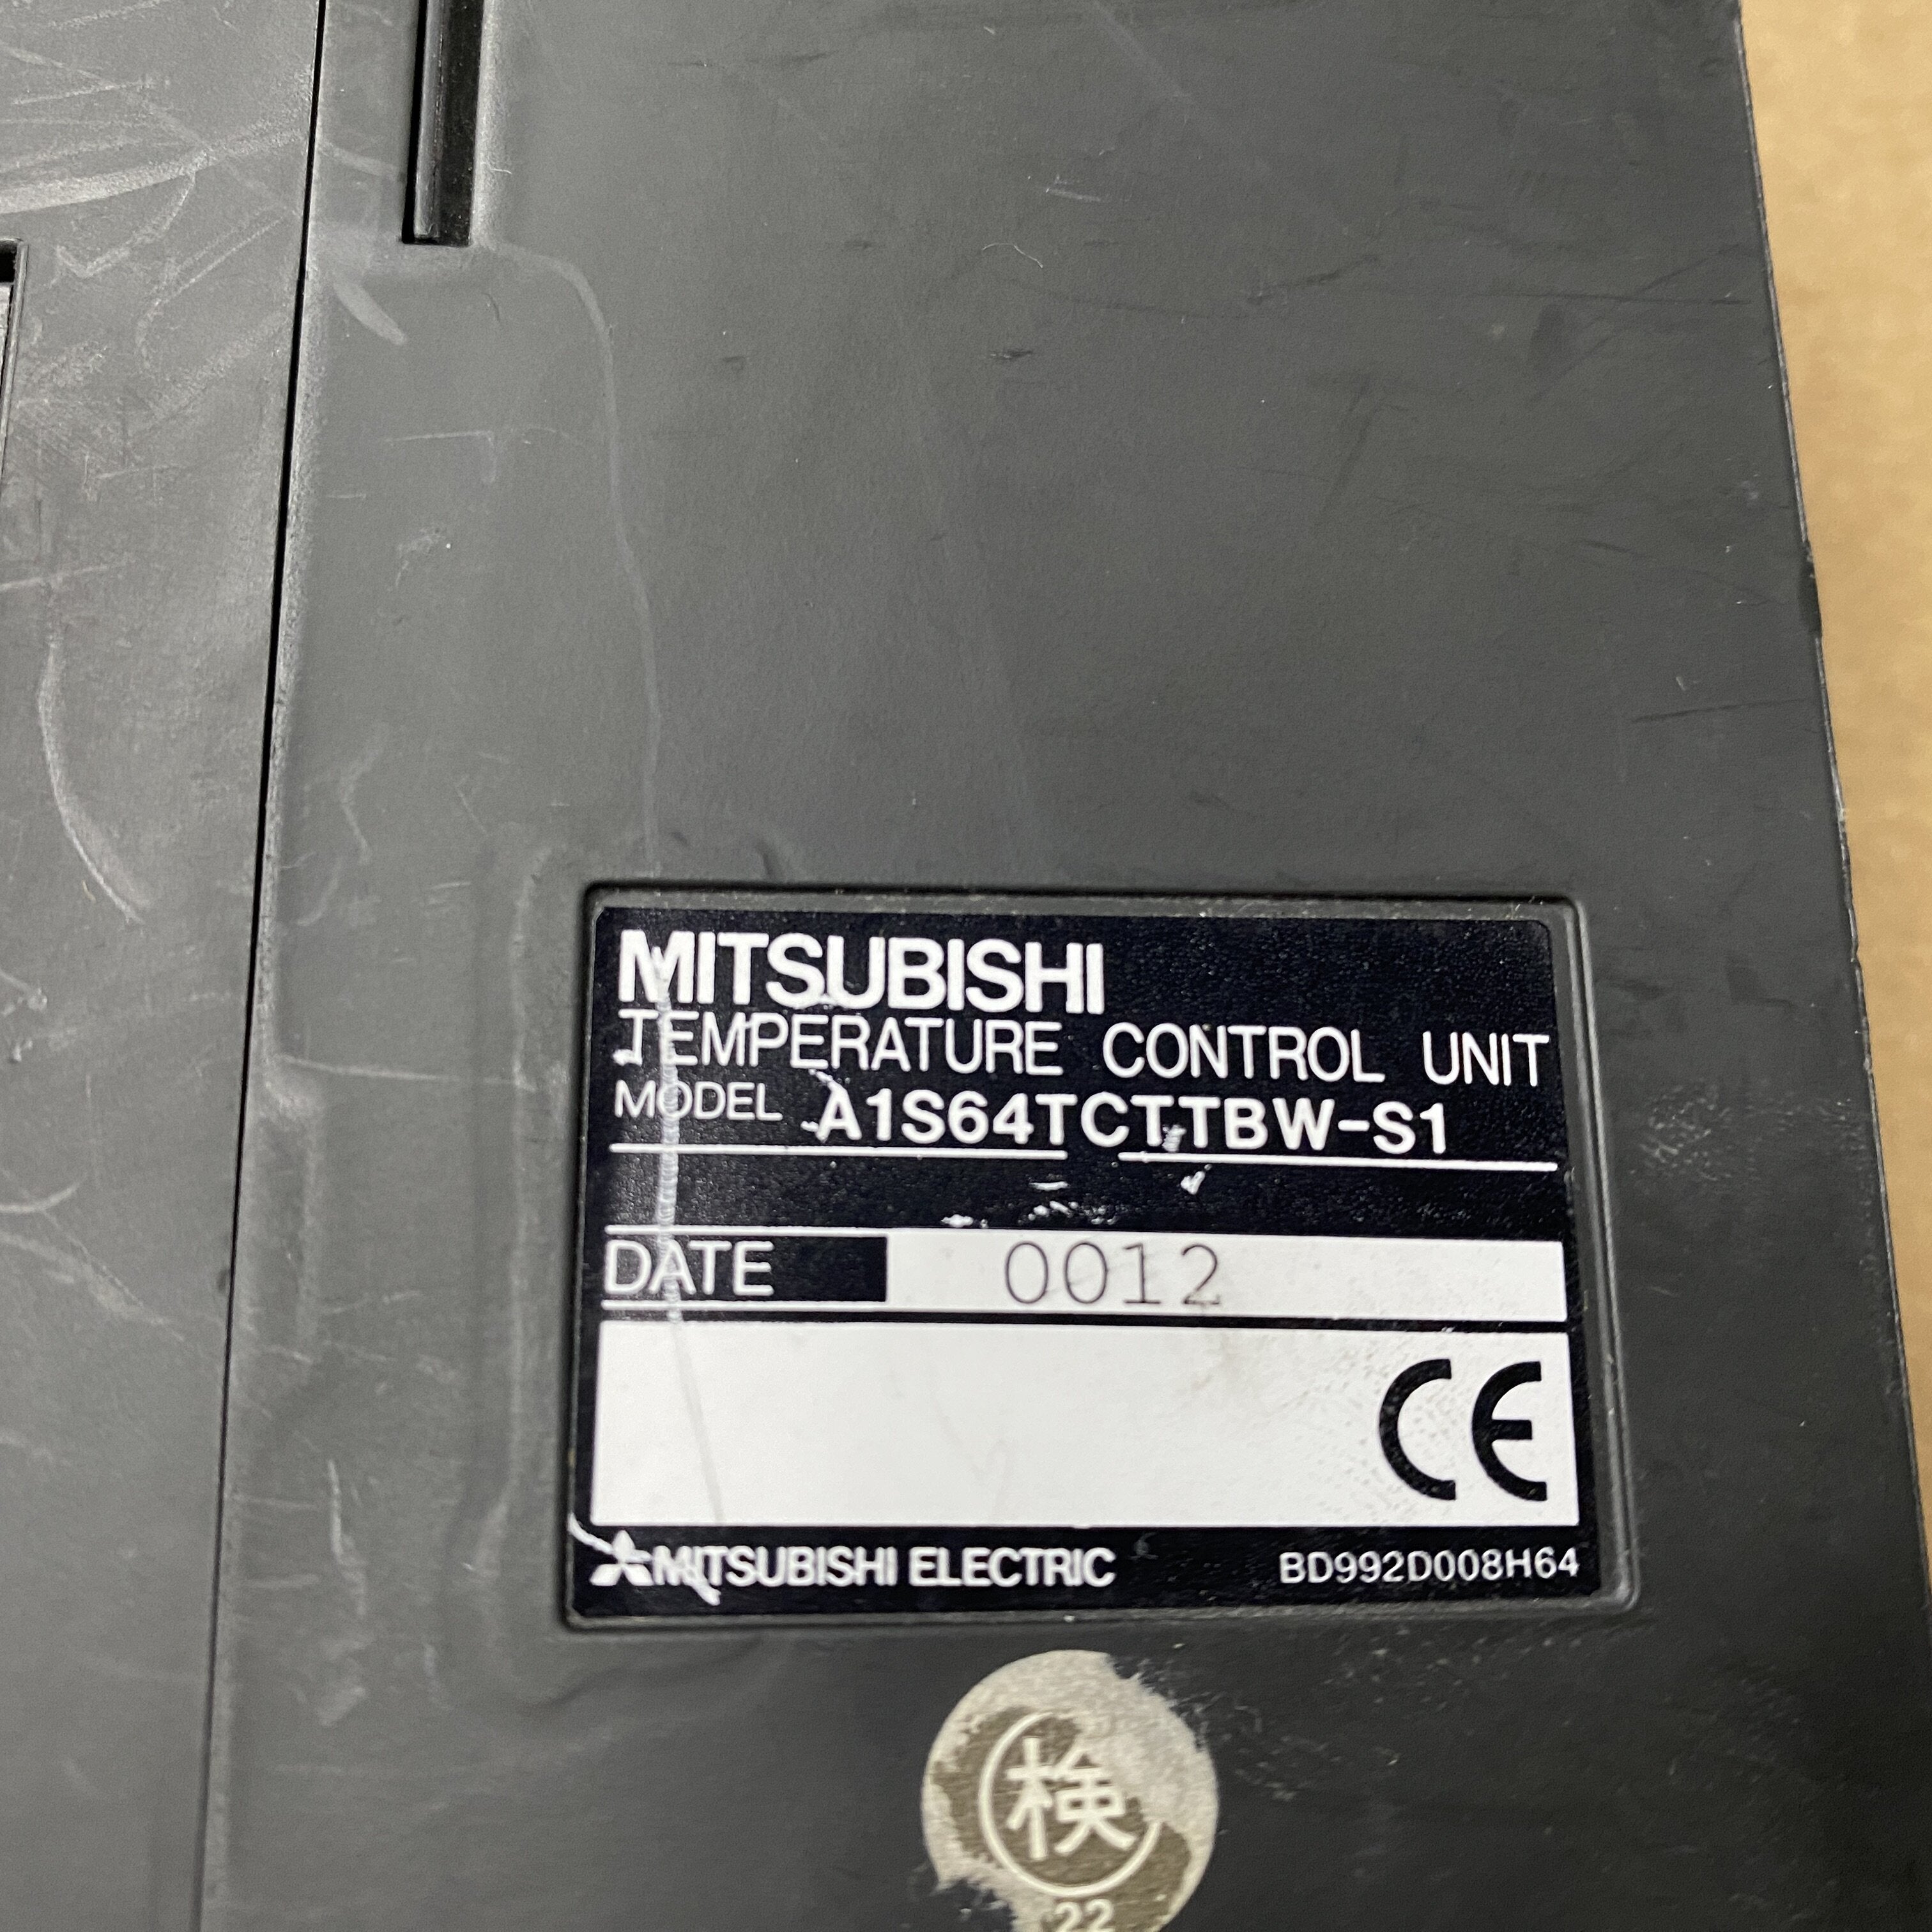 MITSUBISHI
TEMPERATURE CONTROL UNIT
MODEL A1S64TCTTBW-S1
DATE 0012
CE
MITSUBISHI ELECTRIC BD992D008H64
検
22